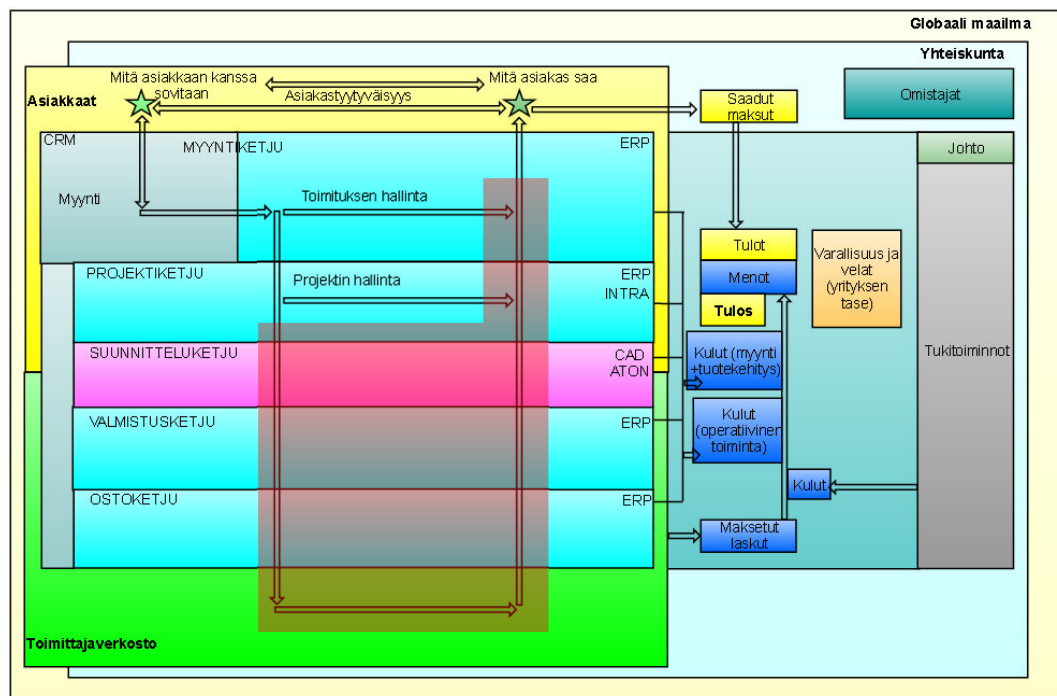 Globaali maailma
Yhteiskunta
Mitä asiakkaan kanssa
sovitaan
Mitä asiakas saa
Asiakkaat
Asiakastyytyväisyys
Saadut
maksut
Omistajat
CRM
MYYNTIKETJU
ERP
Johto
Myynti
Toimituksen hallinta
Tulot
Menot
Tulos
Varallisuus ja
velat
(yrityksen
tase)
PROJEKTIKETJU
Projektin hallinta
ERP
INTRA
SUUNNITTELUKETJU
CAD
ATON
Kulut (myynti
+tuotekehitys)
Tukitoiminnot
VALMISTUSKETJU
ERP
Kulut
(operatiivinen
toiminta)
OSTOKETJU
ERP
Kulut
Maksetut
laskut
Toimittajaverkosto